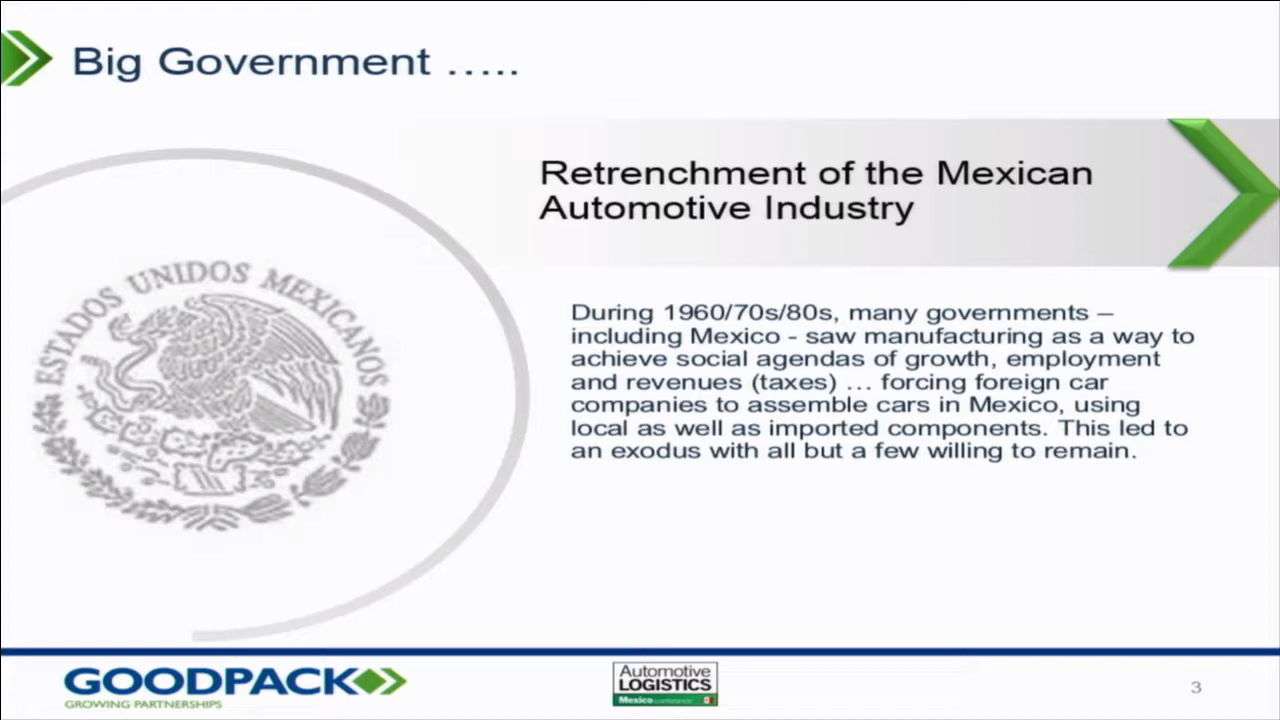 Big Government .....
Retrenchment of the Mexican
Automotive Industry
During 1960/70s/80s, many governments –
including Mexico - saw manufacturing as a way to
achieve social agendas of growth, employment
and revenues (taxes) … forcing foreign car
companies to assemble cars in Mexico, using
local as well as imported components. This led to
an exodus with all but a few willing to remain.
ESTADOS UNIDOS MEXICANOS
GOODPACK
GROWING PARTNERSHIPS
Automotive
LOGISTICS
Mexico conference
3